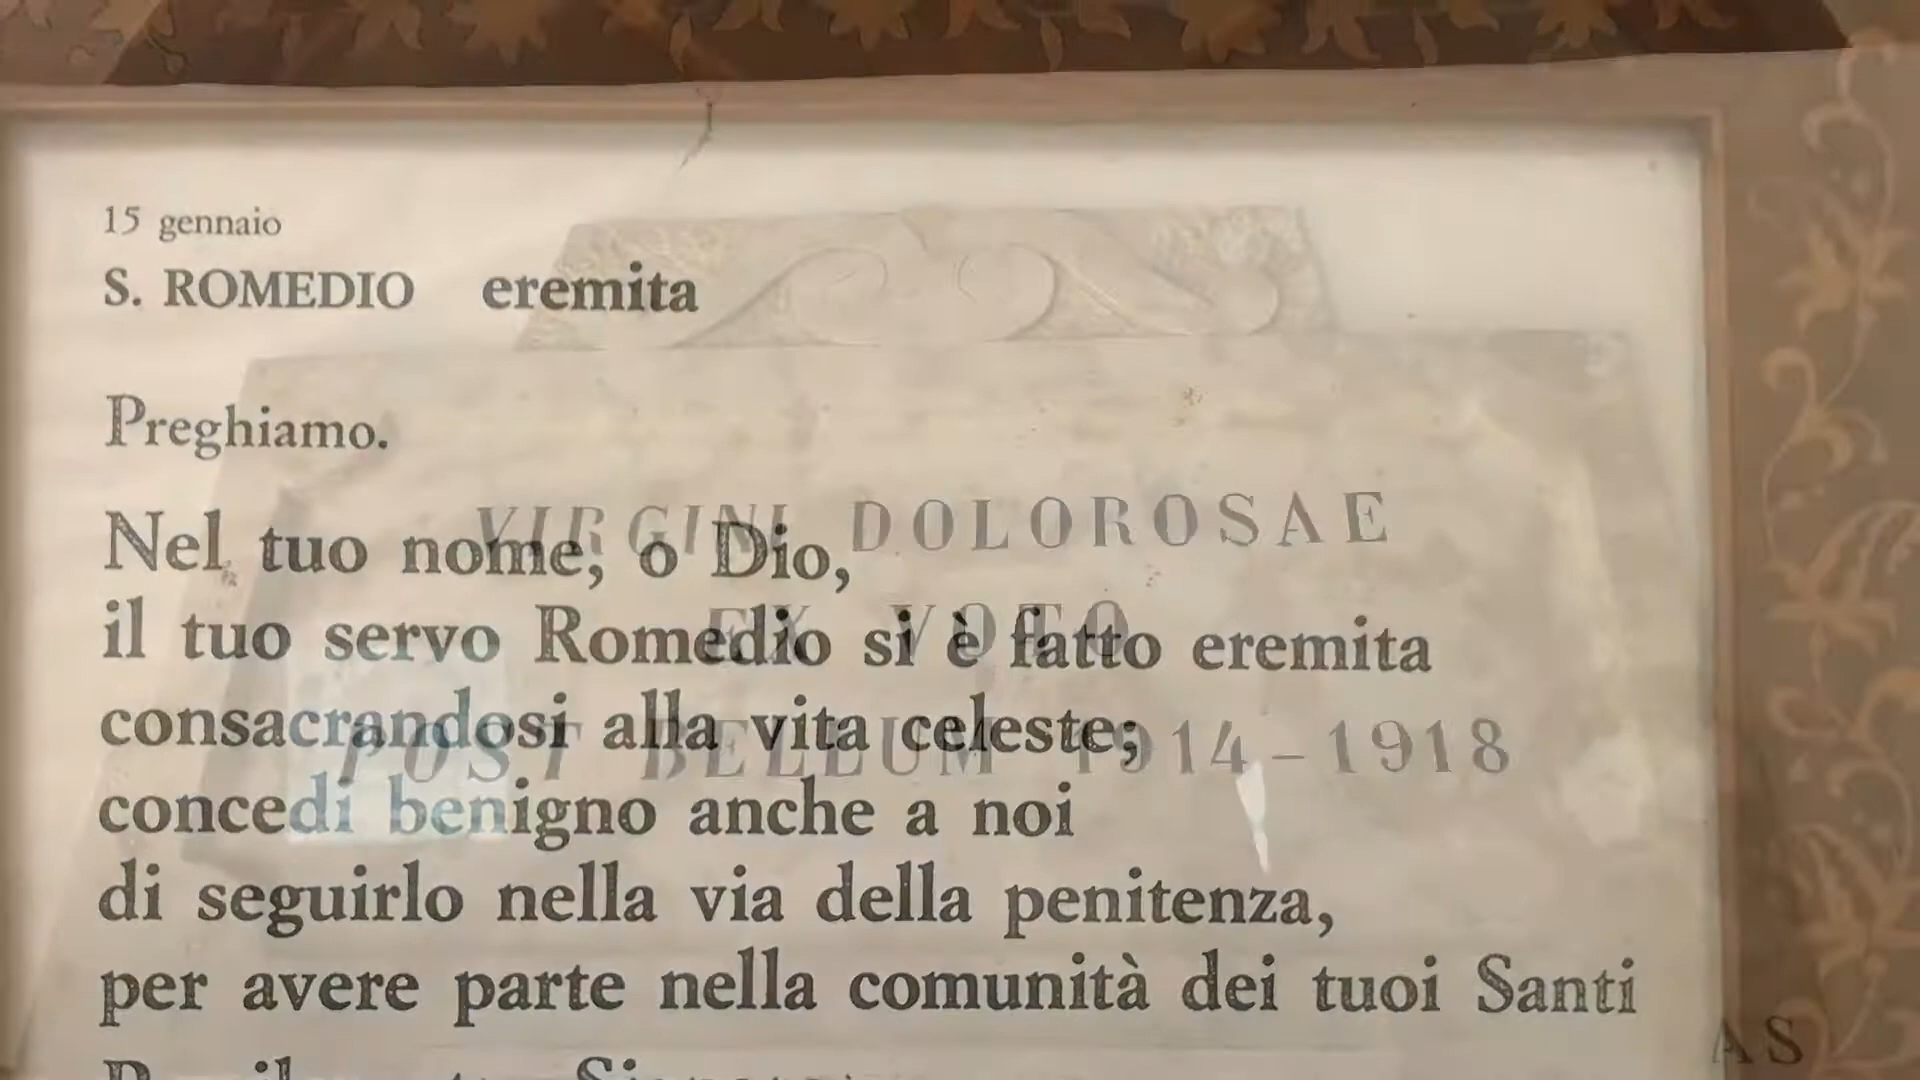 15 gennaio
S. ROMEDIO eremita
Preghiamo.
Nel tuo nome, o Dio,
il tuo servo Romedio si è fatto eremita
consacrandosi alla vita celeste;
concedi benigno anche a noi
di seguirlo nella via della penitenza,
per avere parte nella comunità dei tuoi Santi
VIRGINI DOLOROSAE
EX VOTO
POST BELLUM 1914-1918
AS